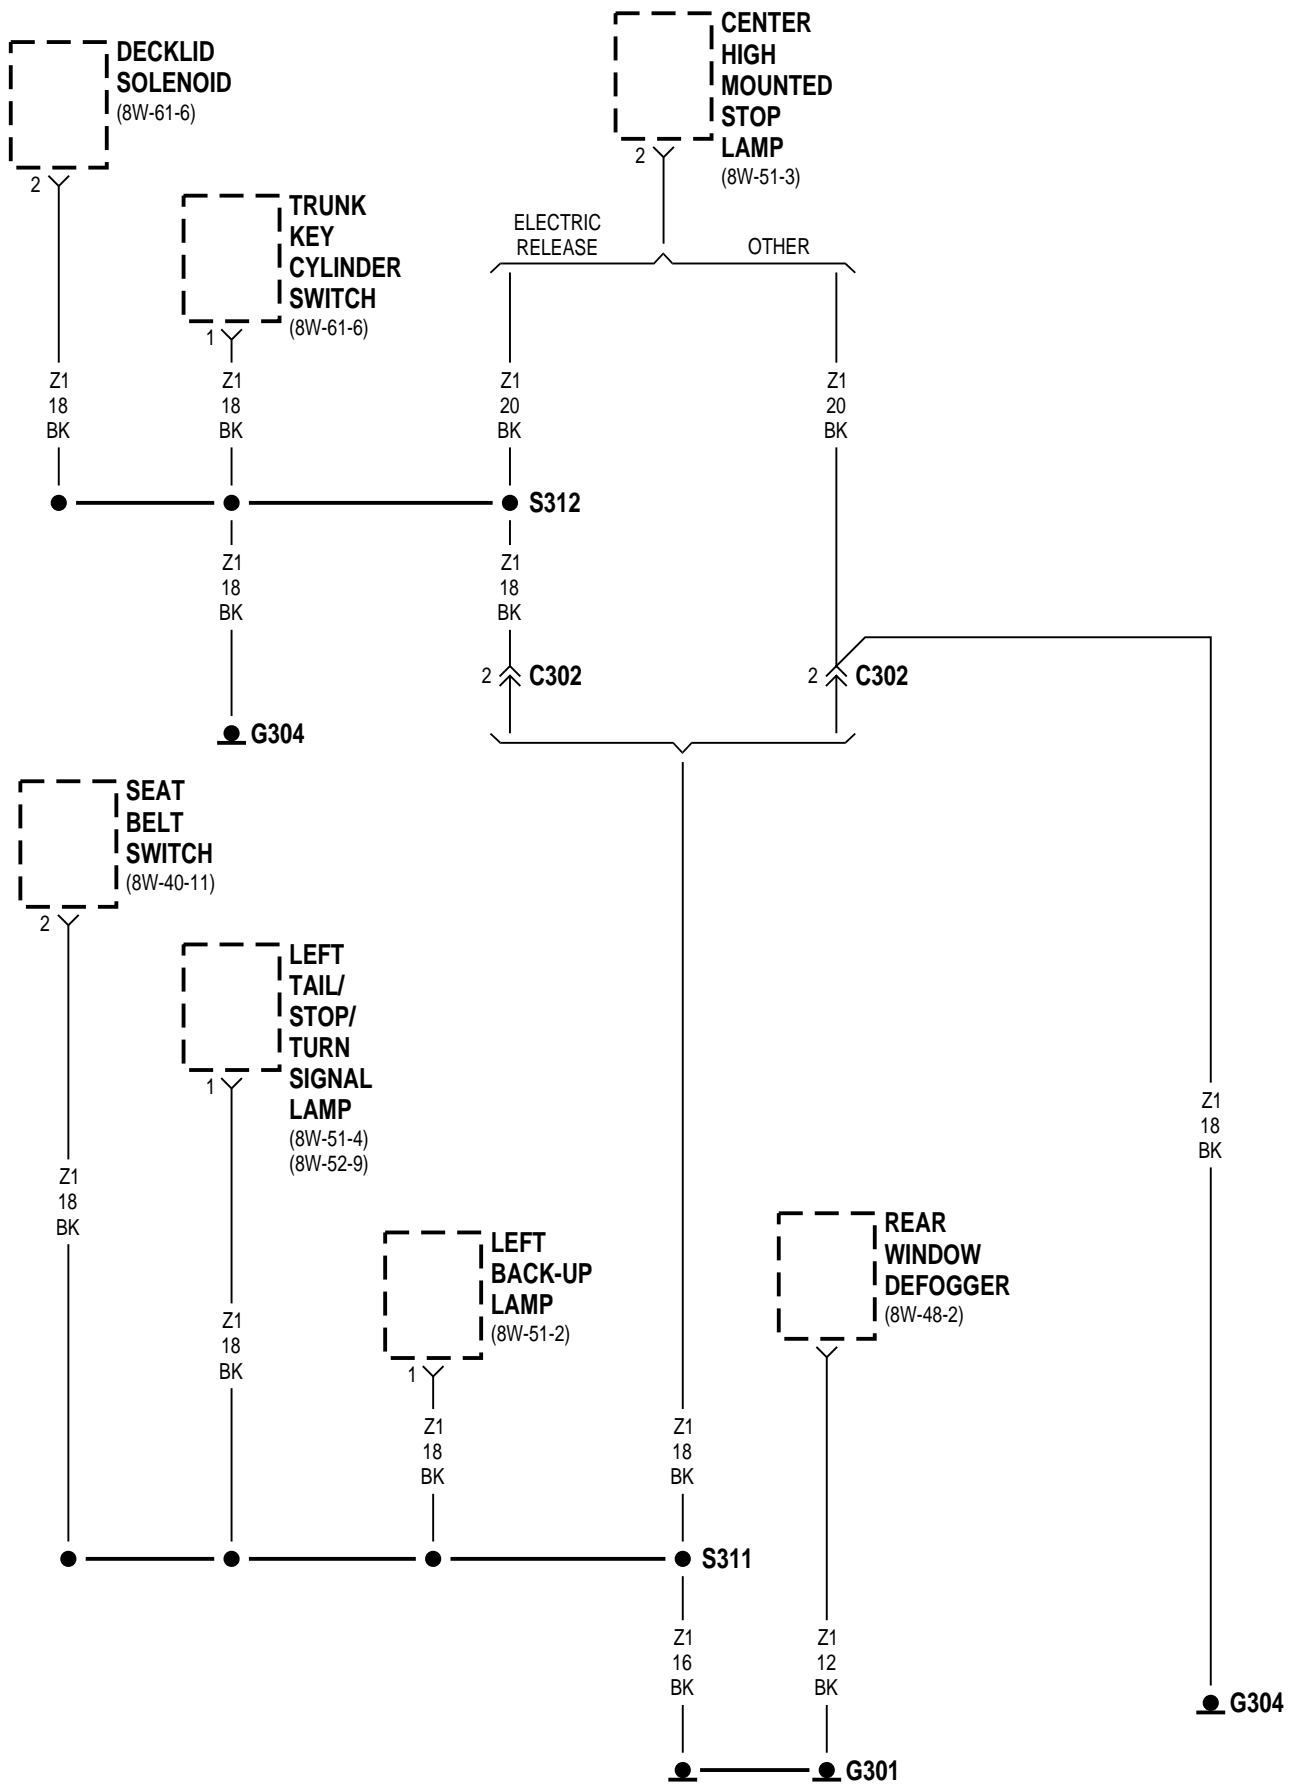 DECKLID
SOLENOID
(8W-61-6)
2
CENTER
HIGH
MOUNTED
STOP
LAMP
(8W-51-3)
2
TRUNK
KEY
CYLINDER
SWITCH
(8W-61-6)
1
ELECTRIC
RELEASE
OTHER
Z1
18
BK
Z1
18
BK
Z1
20
BK
Z1
20
BK
S312
Z1
18
BK
Z1
18
BK
2
C302
2
C302
G304
SEAT
BELT
SWITCH
(8W-40-11)
2
LEFT
TAIL/
STOP/
TURN
SIGNAL
LAMP
(8W-51-4)
(8W-52-9)
1
Z1
18
BK
Z1
18
BK
LEFT
BACK-UP
LAMP
(8W-51-2)
1
REAR
WINDOW
DEFOGGER
(8W-48-2)
Z1
18
BK
Z1
18
BK
Z1
18
BK
S311
Z1
16
BK
Z1
12
BK
G304
G301